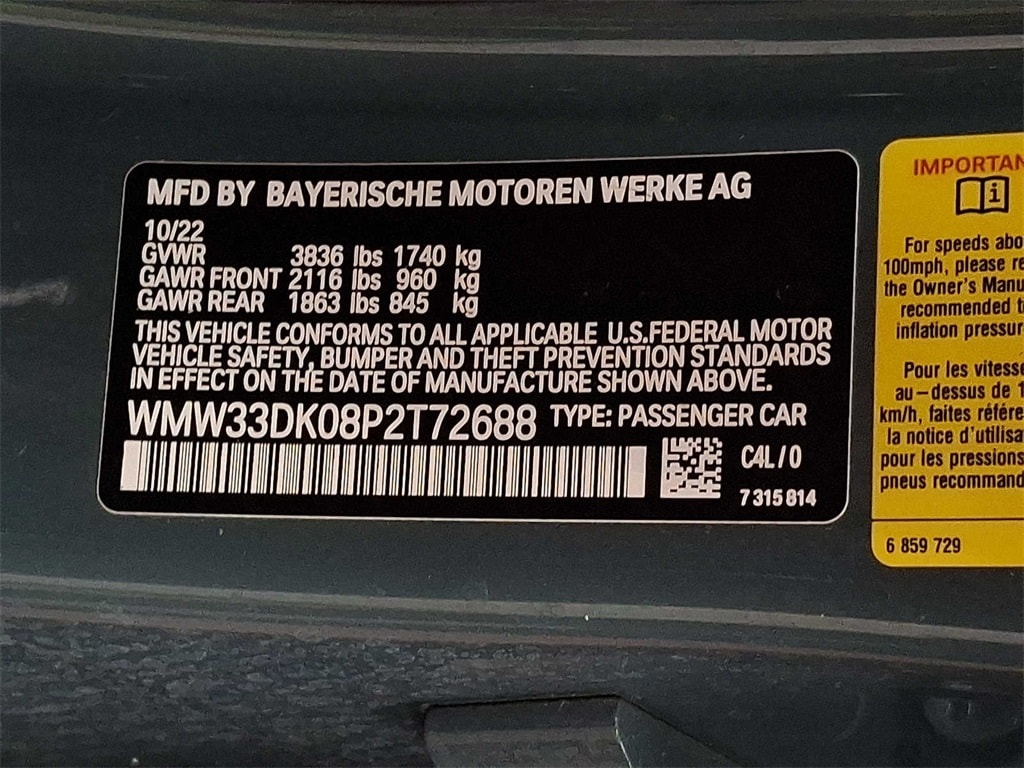 MFD BY BAYERISCHE MOTOREN WERKE AG
10/22
GVWR 3836 lbs 1740 kg
GAWR FRONT 2116 lbs 960 kg
GAWR REAR 1863 lbs 845 kg
THIS VEHICLE CONFORMS TO ALL APPLICABLE U.S.FEDERAL MOTOR
VEHICLE SAFETY, BUMPER AND THEFT PREVENTION STANDARDS
IN EFFECT ON THE DATE OF MANUFACTURE SHOWN ABOVE.
WMW33DK08P2T72688 TYPE: PASSENGER CAR
C4L/0
7 315 814
IMPORTAN
i
For speeds abo
100mph, please re
the Owner's Manu
recommended t
inflation pressur
Pour les vitesse
au-dessus de 1
km/h, faites référe
la notice d'utilisa
pour les pressions
pneus recommand
6 859 729